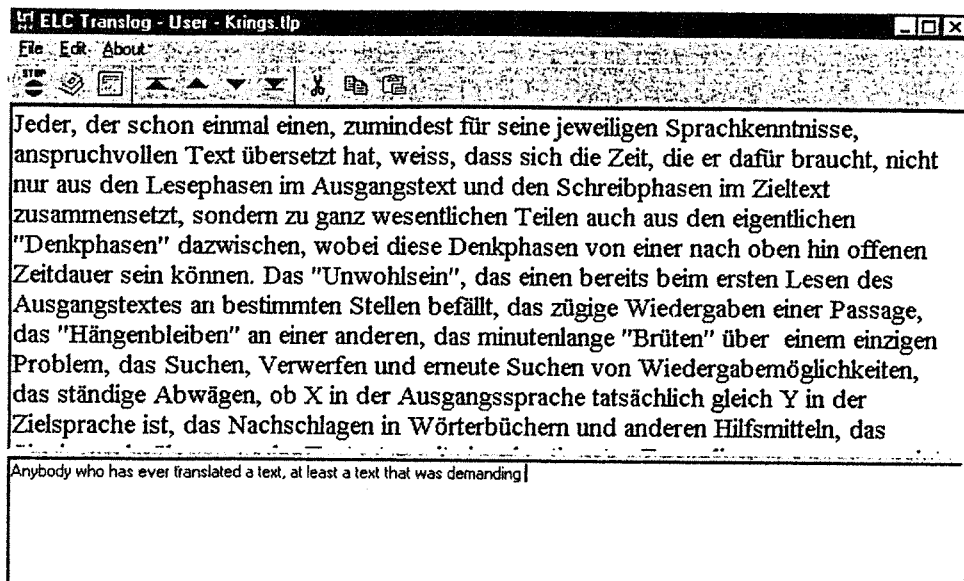 ELC Translog - User - Krings.tlp
File Edit About
STOP
Jeder, der schon einmal einen, zumindest für seine jeweiligen Sprachkenntnisse,
anspruchvollen Text übersetzt hat, weiss, dass sich die Zeit, die er dafür braucht, nicht
nur aus den Lesephasen im Ausgangstext und den Schreibphasen im Zieltext
zusammensetzt, sondern zu ganz wesentlichen Teilen auch aus den eigentlichen
"Denkphasen" dazwischen, wobei diese Denkphasen von einer nach oben hin offenen
Zeitdauer sein können. Das "Unwohlsein", das einen bereits beim ersten Lesen des
Ausgangstextes an bestimmten Stellen befällt, das zügige Wiedergaben einer Passage,
das "Hängenbleiben" an einer anderen, das minutenlange "Brüten" über einem einzigen
Problem, das Suchen, Verwerfen und erneute Suchen von Wiedergabemöglichkeiten,
das ständige Abwägen, ob X in der Ausgangssprache tatsächlich gleich Y in der
Zielsprache ist, das Nachschlagen in Wörterbüchern und anderen Hilfsmitteln, das
Anybody who has ever translated a text, at least a text that was demanding